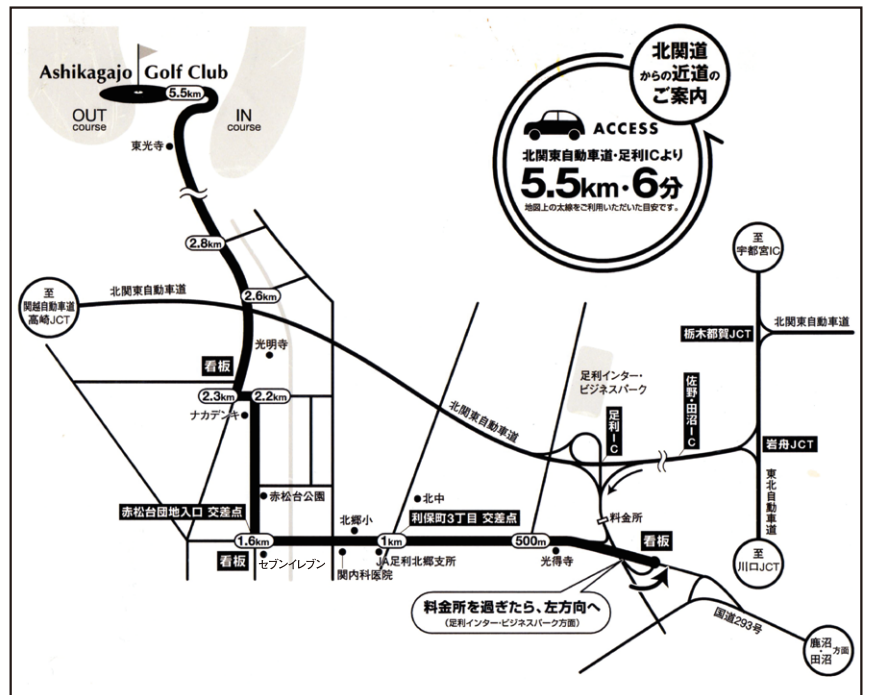 Ashikagajo Golf Club
5.5km
OUT
course
IN
course
東光寺
北関道
からの近道の
ご案内
ACCESS
北関東自動車道・足利ICより
5.5km・6分
地図上の太線をご利用いただいた目安です。
2.8km
至
宇都宮IC
2.6km
至
関越自動車道
高崎JCT
北関東自動車道
光明寺
看板
2.3km
2.2km
ナカデンキ
足利インター・
ビジネスパーク
足利IC
佐野・田沼IC
栃木都賀JCT
北関東自動車道
岩舟JCT
東北自動車道
北関東自動車道
至
川口JCT
赤松台公園
赤松台団地入口 交差点
北郷小
北中
利保町3丁目 交差点
料金所
1.6km
1km
500m
看板
看板
セブンイレブン
関内科医院
JA足利北郷支所
光得寺
料金所を過ぎたら、左方向へ
(足利インター・ビジネスパーク方面)
国道293号
鹿沼
・
田沼
方面